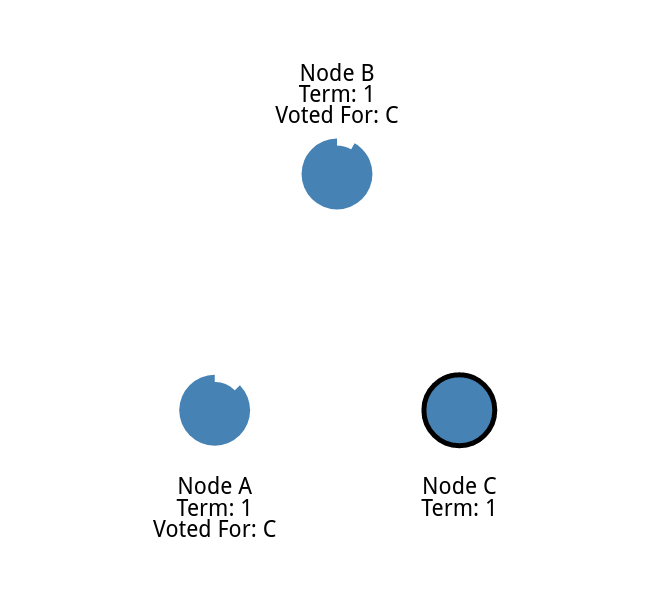 Node B
Term: 1
Voted For: C
Node A
Term: 1
Voted For: C
Node C
Term: 1